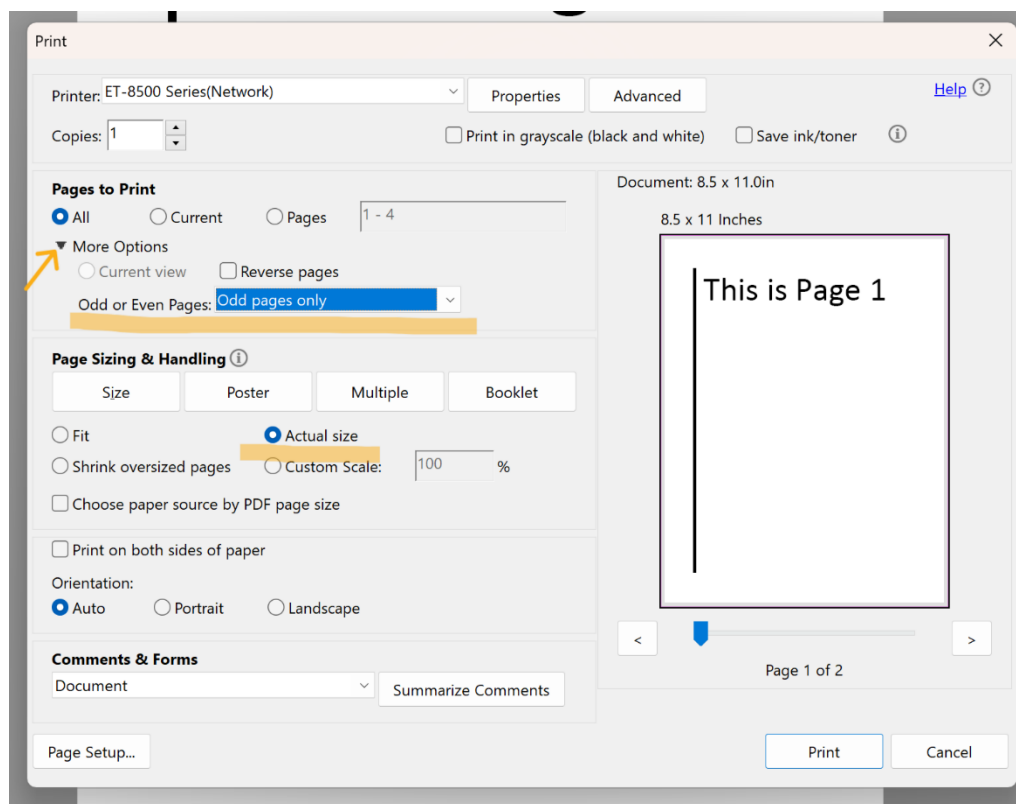 Print
Printer: ET-8500 Series(Network) Properties Advanced Help ?
Copies: 1 Print in grayscale (black and white) Save ink/toner i
Pages to Print
All Current Pages 1 - 4
More Options
Current view Reverse pages
Odd or Even Pages: Odd pages only
Page Sizing & Handling i
Size Poster Multiple Booklet
Fit Actual size
Shrink oversized pages Custom Scale: 100 %
Choose paper source by PDF page size
Print on both sides of paper
Orientation:
Auto Portrait Landscape
Comments & Forms
Document Summarize Comments
Document: 8.5 x 11.0in
8.5 x 11 Inches
This is Page 1
< >
Page 1 of 2
Page Setup... Print Cancel